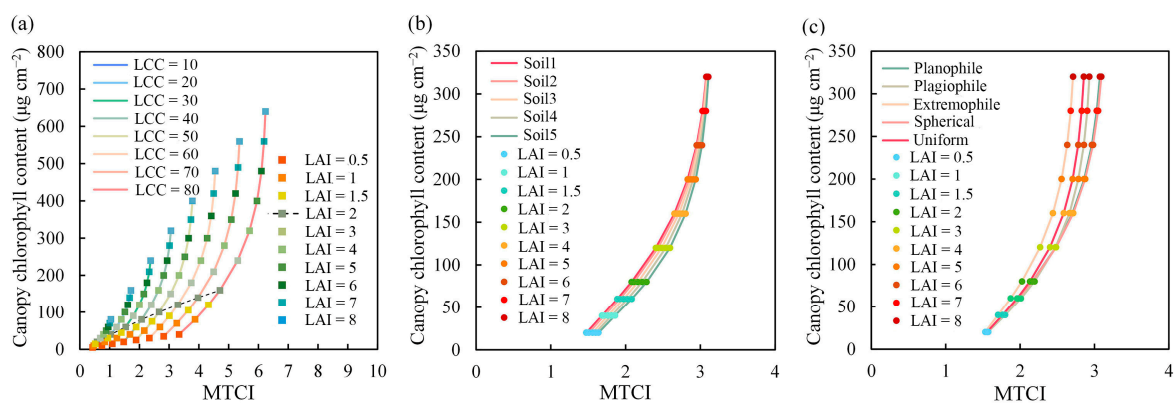 (a)
Canopy chlorophyll content (μg cm⁻²)
800
700
600
500
400
300
200
100
0
LCC = 10
LCC = 20
LCC = 30
LCC = 40
LCC = 50
LCC = 60
LCC = 70
LCC = 80
LAI = 0.5
LAI = 1
LAI = 1.5
LAI = 2
LAI = 3
LAI = 4
LAI = 5
LAI = 6
LAI = 7
LAI = 8
0 1 2 3 4 5 6 7 8 9 10
MTCI
(b)
Canopy chlorophyll content (μg cm⁻²)
350
300
250
200
150
100
50
0
Soil1
Soil2
Soil3
Soil4
Soil5
LAI = 0.5
LAI = 1
LAI = 1.5
LAI = 2
LAI = 3
LAI = 4
LAI = 5
LAI = 6
LAI = 7
LAI = 8
0 1 2 3 4
MTCI
(c)
Canopy chlorophyll content (μg cm⁻²)
350
300
250
200
150
100
50
0
Planophile
Plagiophile
Extremophile
Spherical
Uniform
LAI = 0.5
LAI = 1
LAI = 1.5
LAI = 2
LAI = 3
LAI = 4
LAI = 5
LAI = 6
LAI = 7
LAI = 8
0 1 2 3 4
MTCI